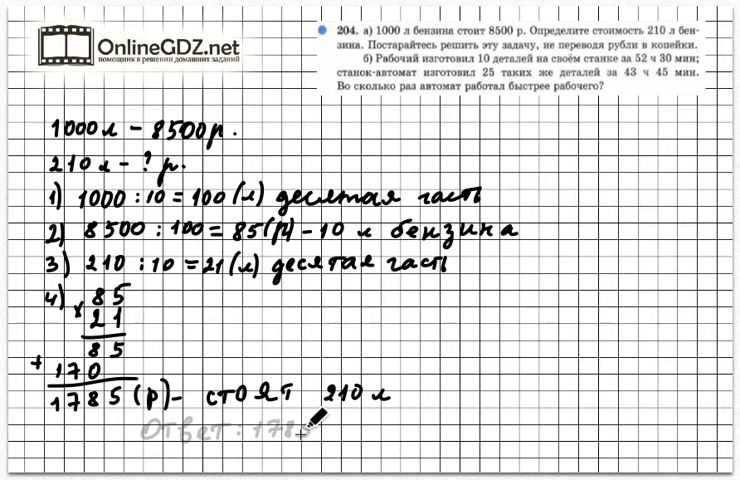 OnlineGDZ.net
помощник в решении домашних заданий
204. а) 1000 л бензина стоит 8500 р. Определите стоимость 210 л бен-
зина. Постарайтесь решить эту задачу, не переводя рубли в копейки.
б) Рабочий изготовил 10 деталей на своём станке за 52 ч 30 мин;
станок-автомат изготовил 25 таких же деталей за 43 ч 45 мин.
Во сколько раз автомат работал быстрее рабочего?
1000л – 8500р.
210 л – ? р.
1) 1000 : 10 = 100 (л) десятая часть
2) 8500 : 100 = 85(р) – 10 л бензина
3) 210 : 10 = 21 (л) десятая часть
4) 85
× 21
85
+ 170
1785 (р) – стоят 210 л
Ответ : 178